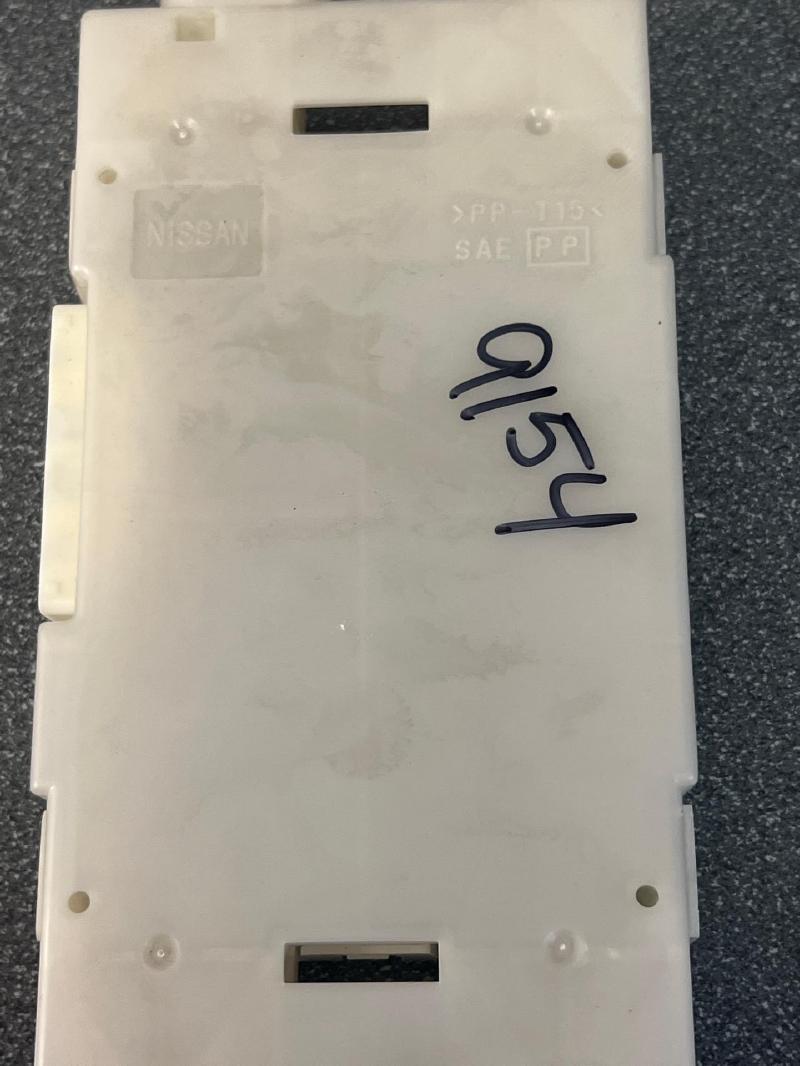 NISSAN
>PP-T15<
SAE PP
9154